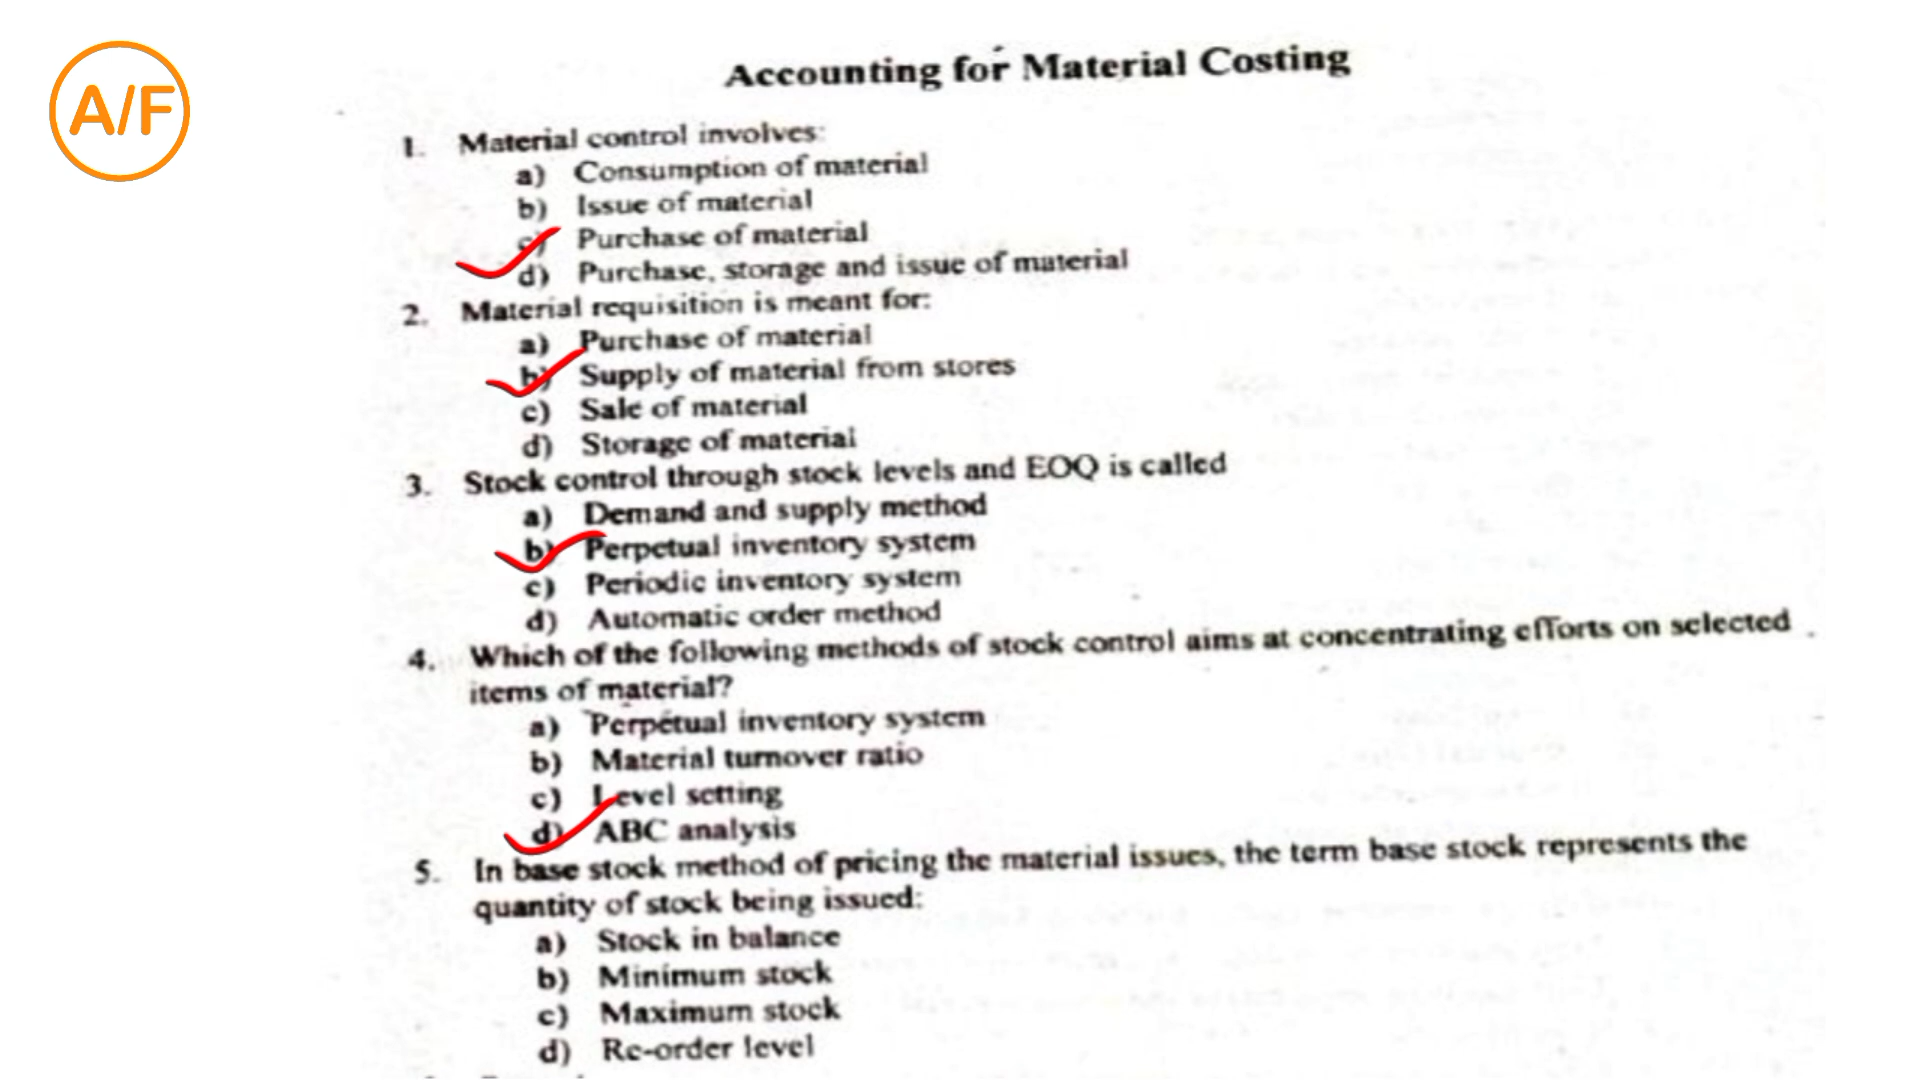 A/F
Accounting for Material Costing
1. Material control involves:
a) Consumption of material
b) Issue of material
c) Purchase of material
d) Purchase, storage and issue of material
2. Material requisition is meant for:
a) Purchase of material
b) Supply of material from stores
c) Sale of material
d) Storage of material
3. Stock control through stock levels and EOQ is called
a) Demand and supply method
b) Perpetual inventory system
c) Periodic inventory system
d) Automatic order method
4. Which of the following methods of stock control aims at concentrating efforts on selected
items of material?
a) Perpetual inventory system
b) Material turnover ratio
c) Level setting
d) ABC analysis
5. In base stock method of pricing the material issues, the term base stock represents the
quantity of stock being issued:
a) Stock in balance
b) Minimum stock
c) Maximum stock
d) Re-order level